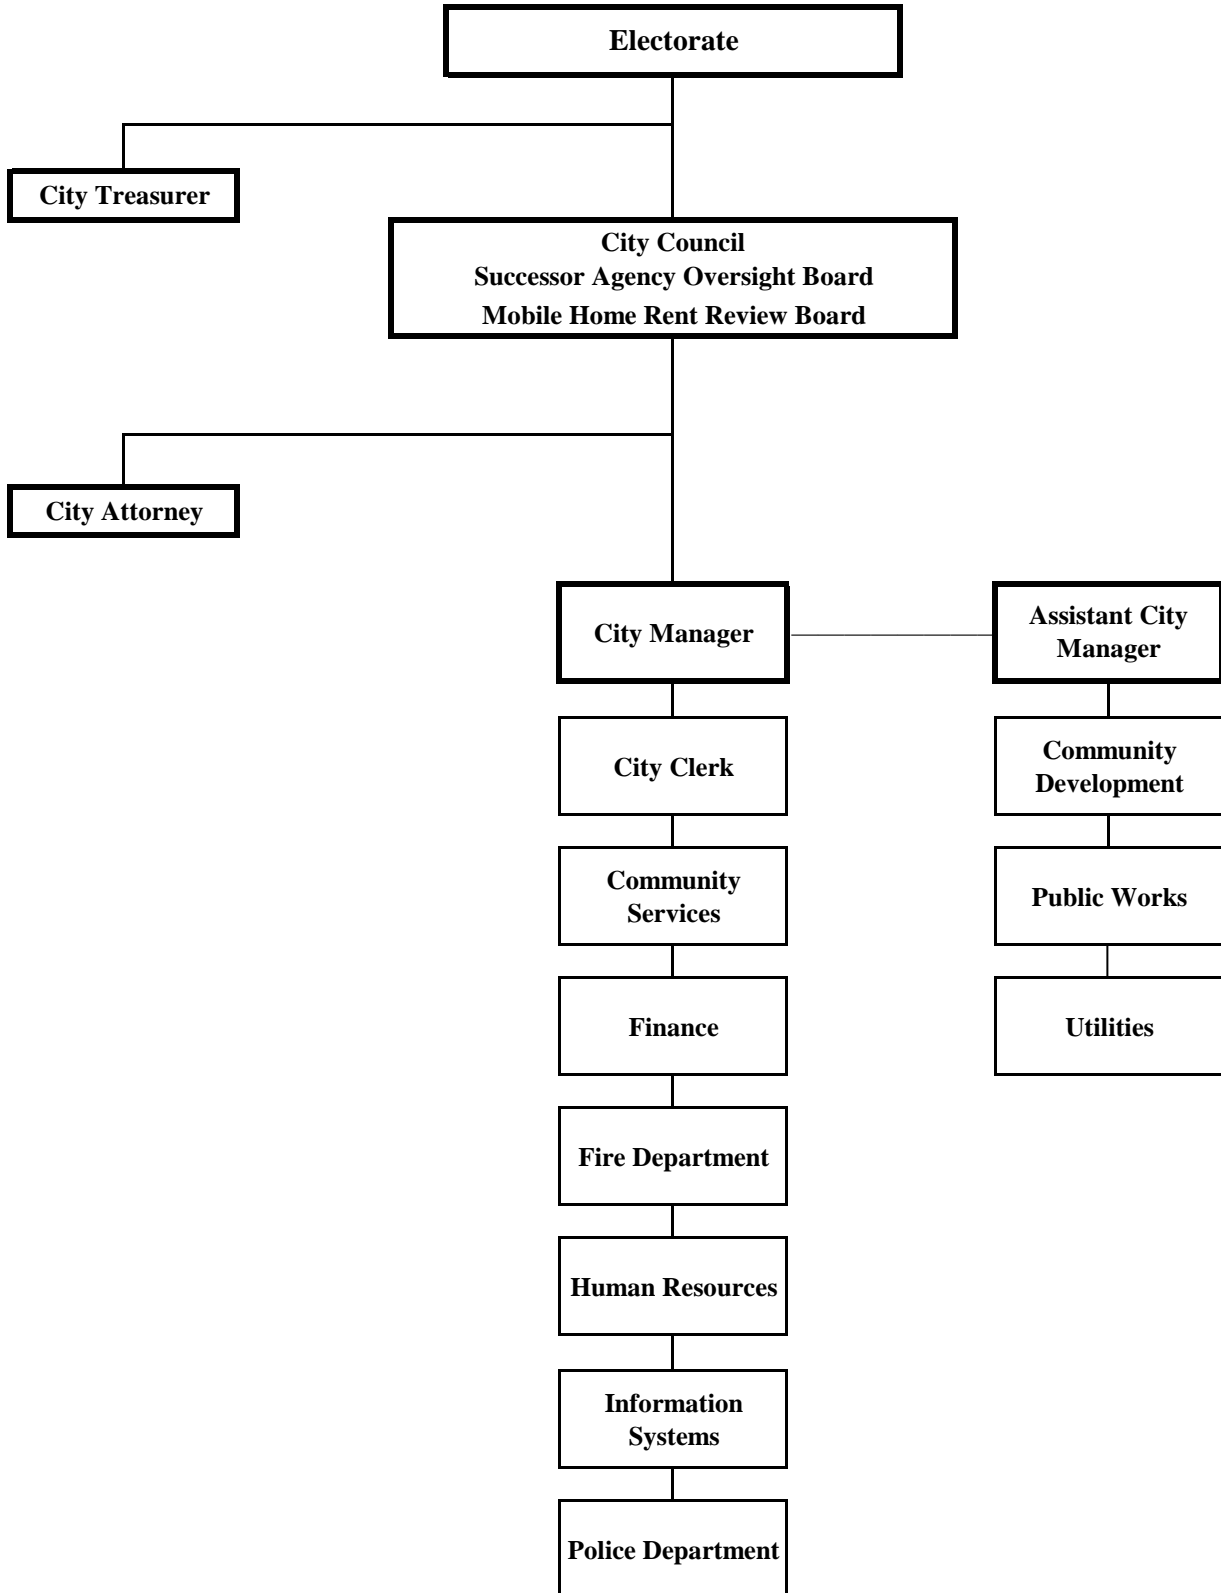 Electorate
City Treasurer
City Council
Successor Agency Oversight Board
Mobile Home Rent Review Board
City Attorney
City Manager
Assistant City
Manager
City Clerk
Community
Development
Community
Services
Public Works
Finance
Utilities
Fire Department
Human Resources
Information
Systems
Police Department